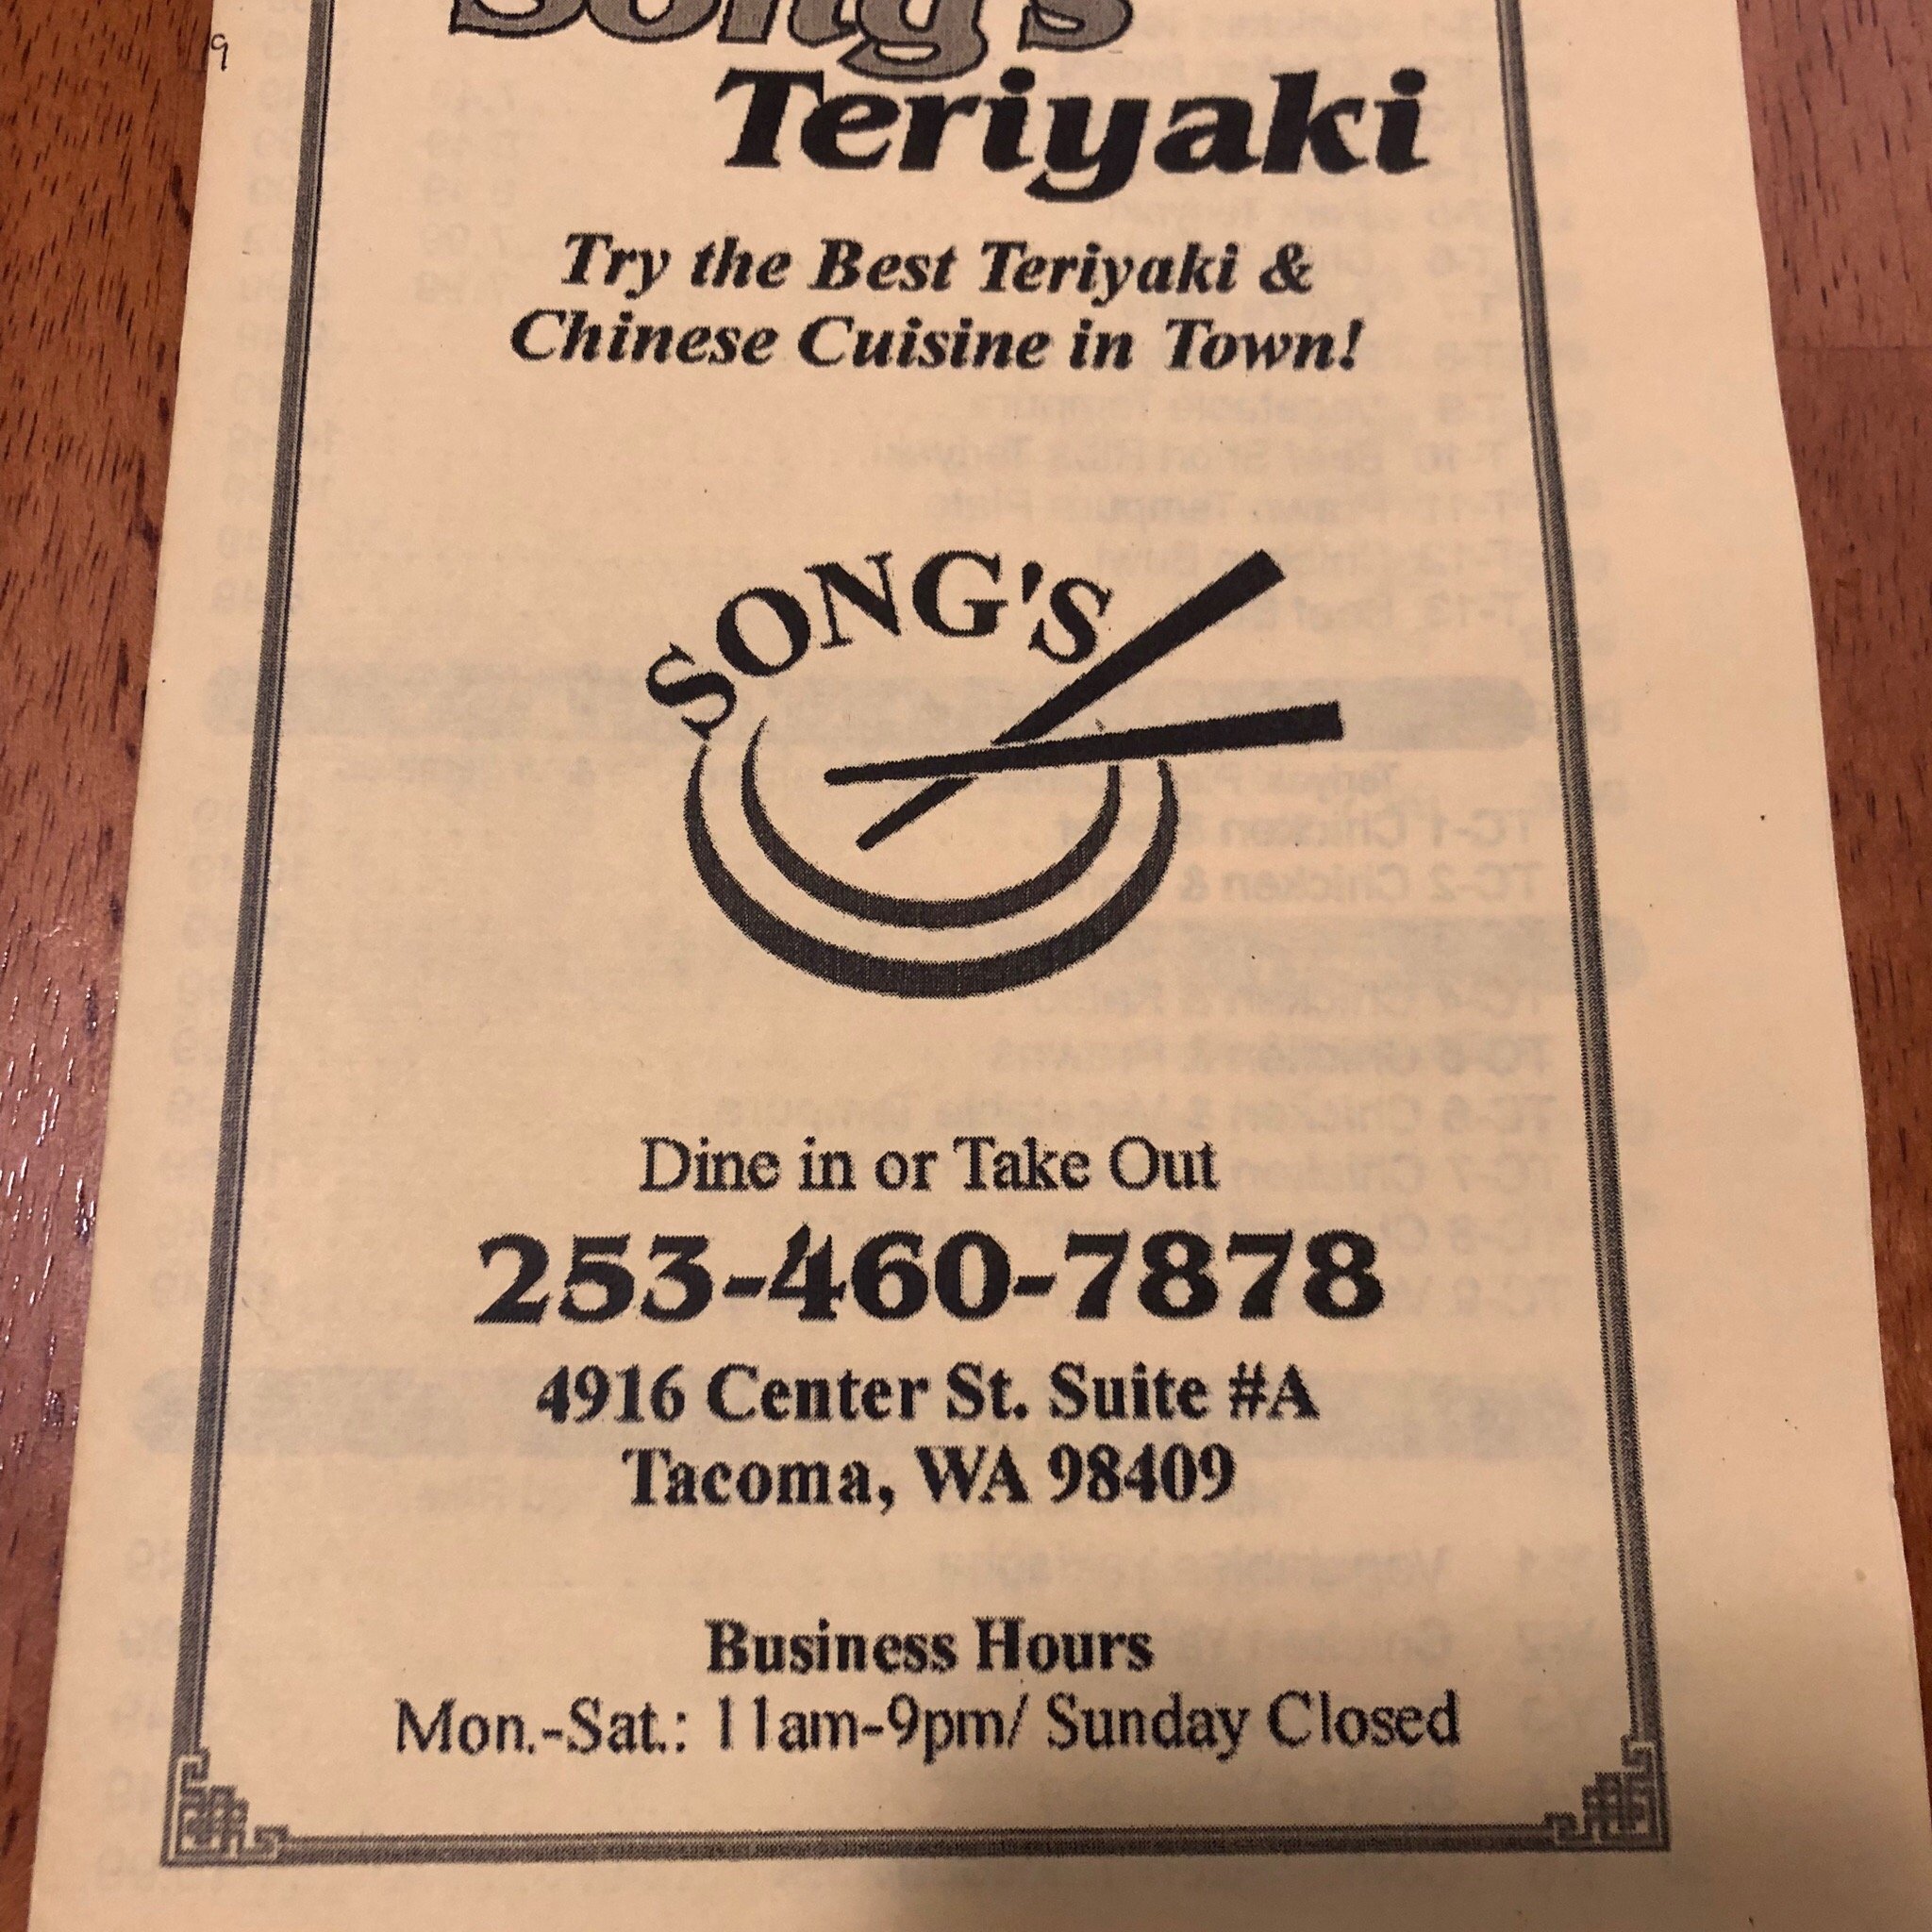 Song's
Teriyaki
Try the Best Teriyaki &
Chinese Cuisine in Town!
SONG'S
Dine in or Take Out
253-460-7878
4916 Center St. Suite #A
Tacoma, WA 98409
Business Hours
Mon.-Sat.: 11am-9pm/ Sunday Closed